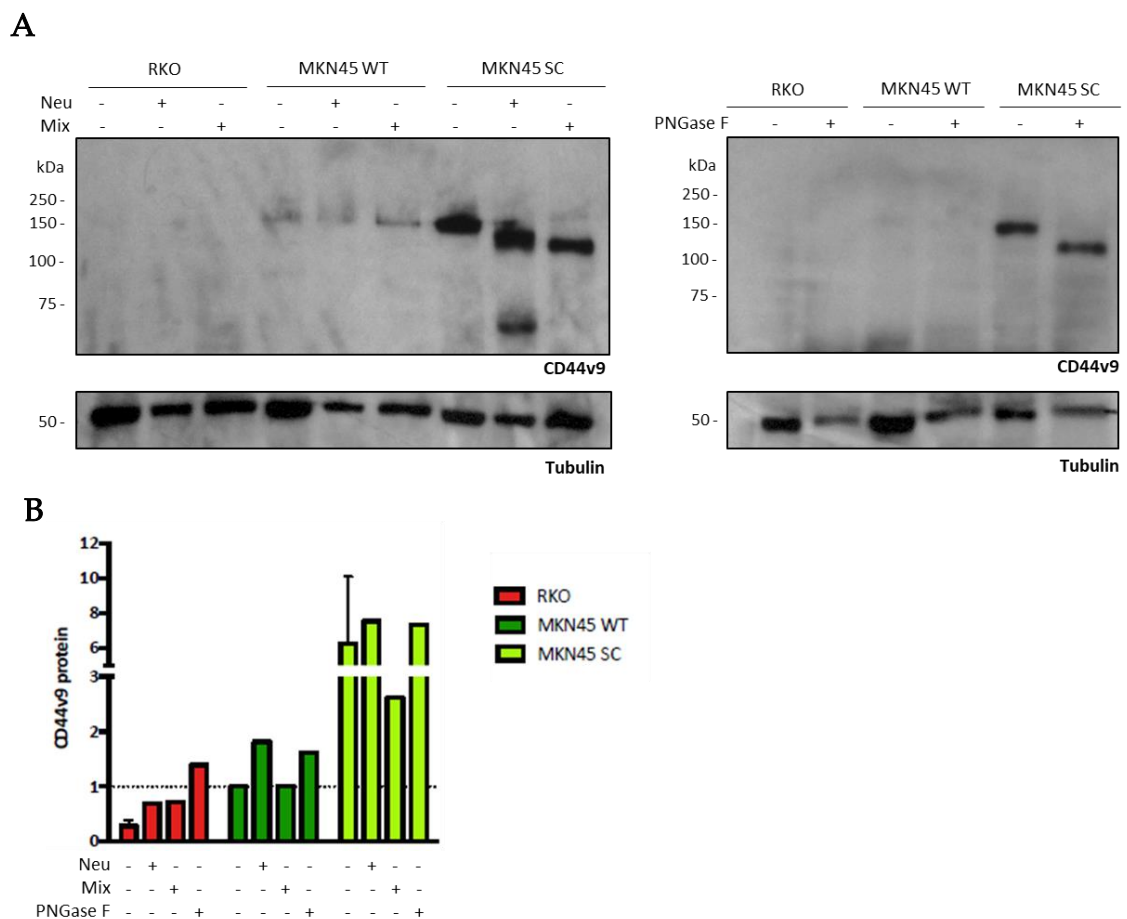 A
RKO MKN45 WT MKN45 SC
Neu - + - - + - - + -
Mix - - + - - + - - +
kDa
250 -
150 -
100 -
75 -
CD44v9
50 -
Tubulin
RKO MKN45 WT MKN45 SC
PNGase F - + - + - +
kDa
250 -
150 -
100 -
75 -
CD44v9
50 -
Tubulin
B
CD44v9 protein
12
10
8
6
3
2
1
0
Neu - + - - - + - - - + - -
Mix - - + - - - + - - - + -
PNGase F - - - + - - - + - - - +
RKO
MKN45 WT
MKN45 SC